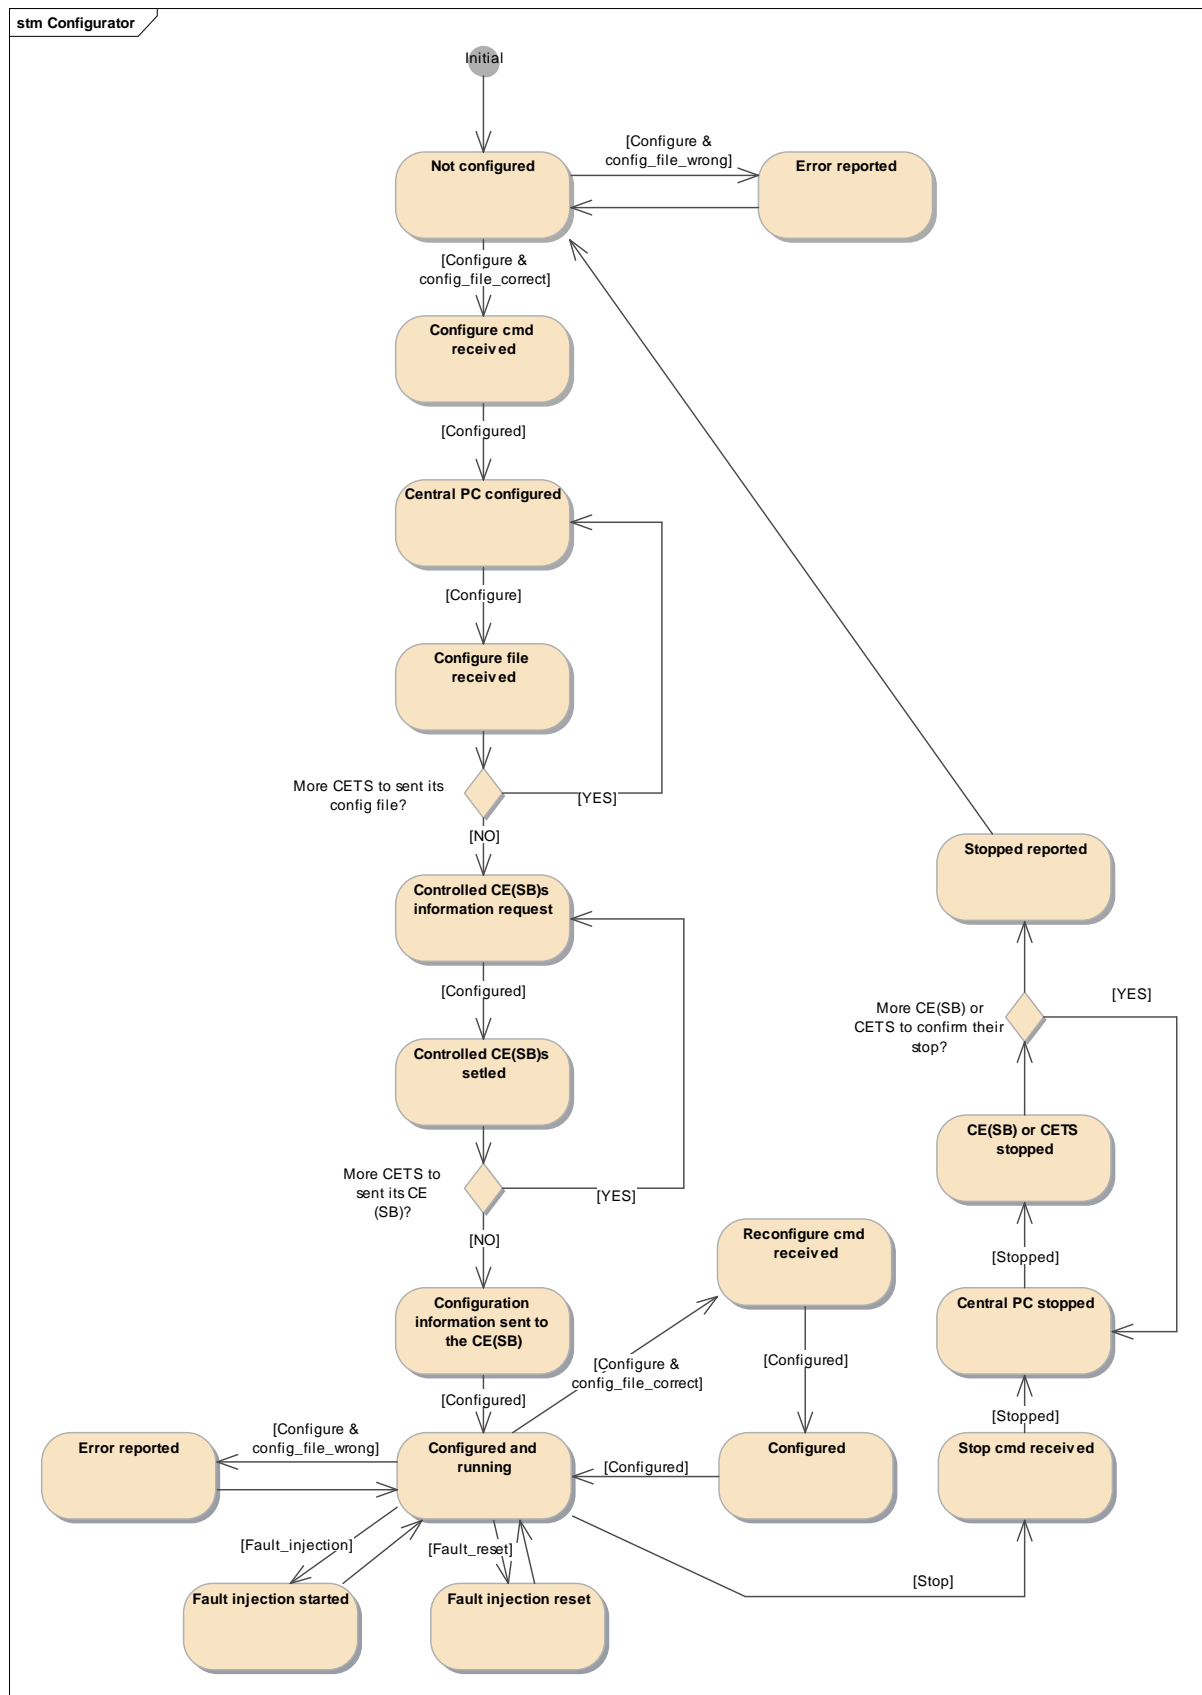 stm Configurator
Initial
Not configured
[Configure &
config_file_wrong]
Error reported
[Configure &
config_file_correct]
Configure cmd
received
[Configured]
Central PC configured
[Configure]
Configure file
received
More CETS to sent its
config file?
[YES]
[NO]
Controlled CE(SB)s
information request
[Configured]
Controlled CE(SB)s
setled
More CETS to
sent its CE
(SB)?
[YES]
[NO]
Configuration
information sent to
the CE(SB)
[Configured]
Configured and
running
[Configure &
config_file_wrong]
Error reported
[Fault_injection]
Fault injection started
[Fault_reset]
Fault injection reset
[Configure &
config_file_correct]
Reconfigure cmd
received
[Configured]
Configured
[Configured]
[Stop]
Stop cmd received
[Stopped]
Central PC stopped
[Stopped]
CE(SB) or CETS
stopped
More CE(SB) or
CETS to confirm their
stop?
[YES]
Stopped reported